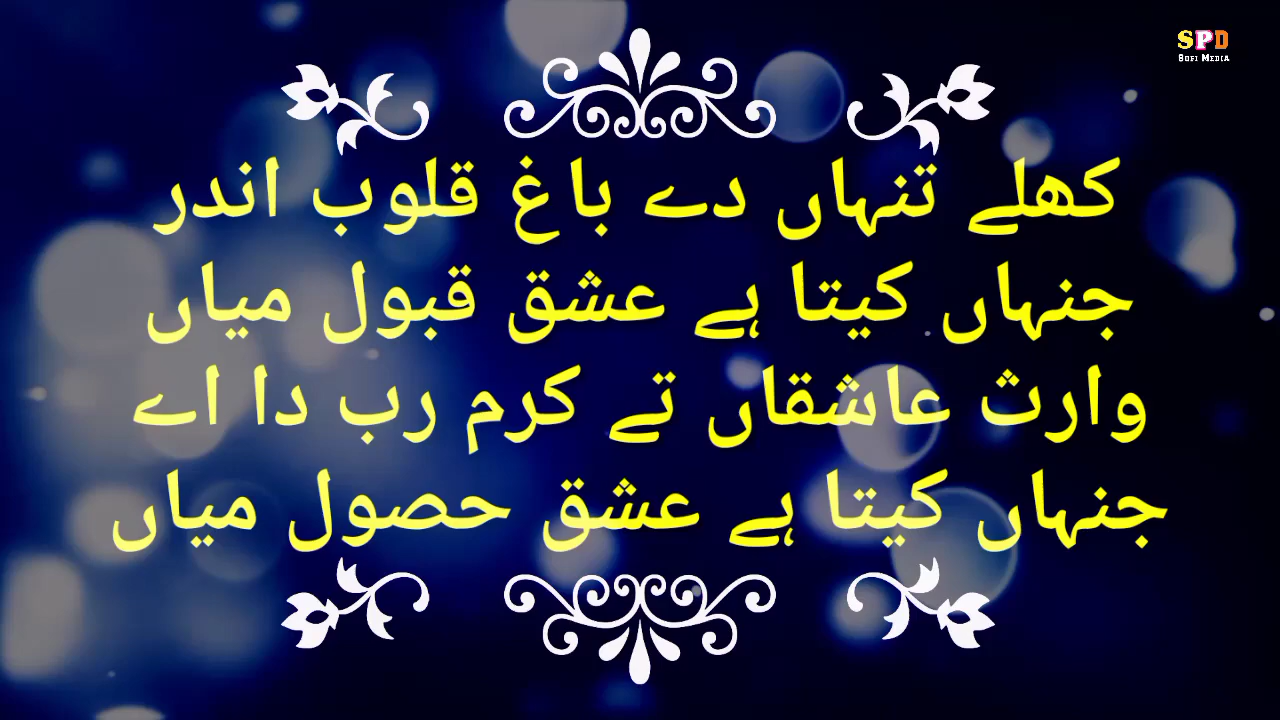 SPD
Sufi Media
کھلے تنہاں دے باغ قلوب اندر
جنہاں کیتا ہے عشق قبول میاں
وارث عاشقاں تے کرم رب دا اے
جنہاں کیتا ہے عشق حصول میاں